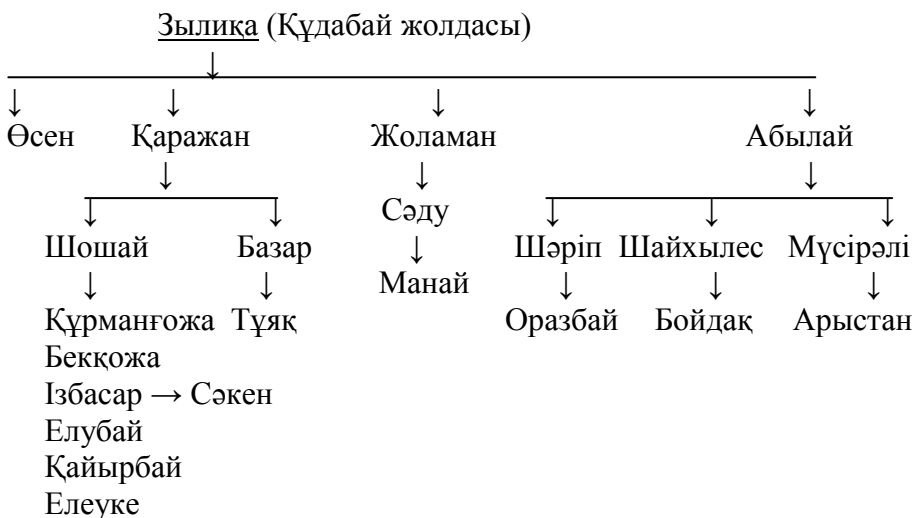 Зылиқа (Құдабай жолдасы)
Өсен Қаражан Жоламан Абылай
Сәду
Шошай Базар Шәріп Шайхылес Мүсірәлі
Манай
Құрманғожа Тұяқ Оразбай Бойдақ Арыстан
Бекқожа
Ізбасар → Сәкен
Елубай
Қайырбай
Елеуке